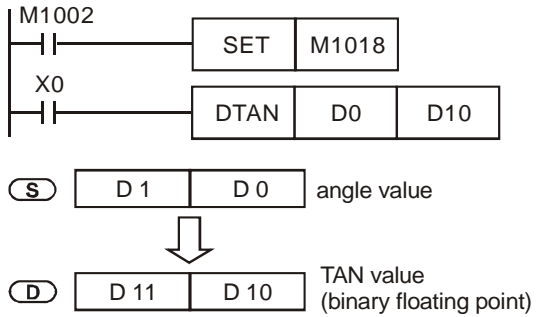 M1002
SET M1018
X0
DTAN D0 D10
S D 1 D 0 angle value
D D 11 D 10 TAN value
(binary floating point)